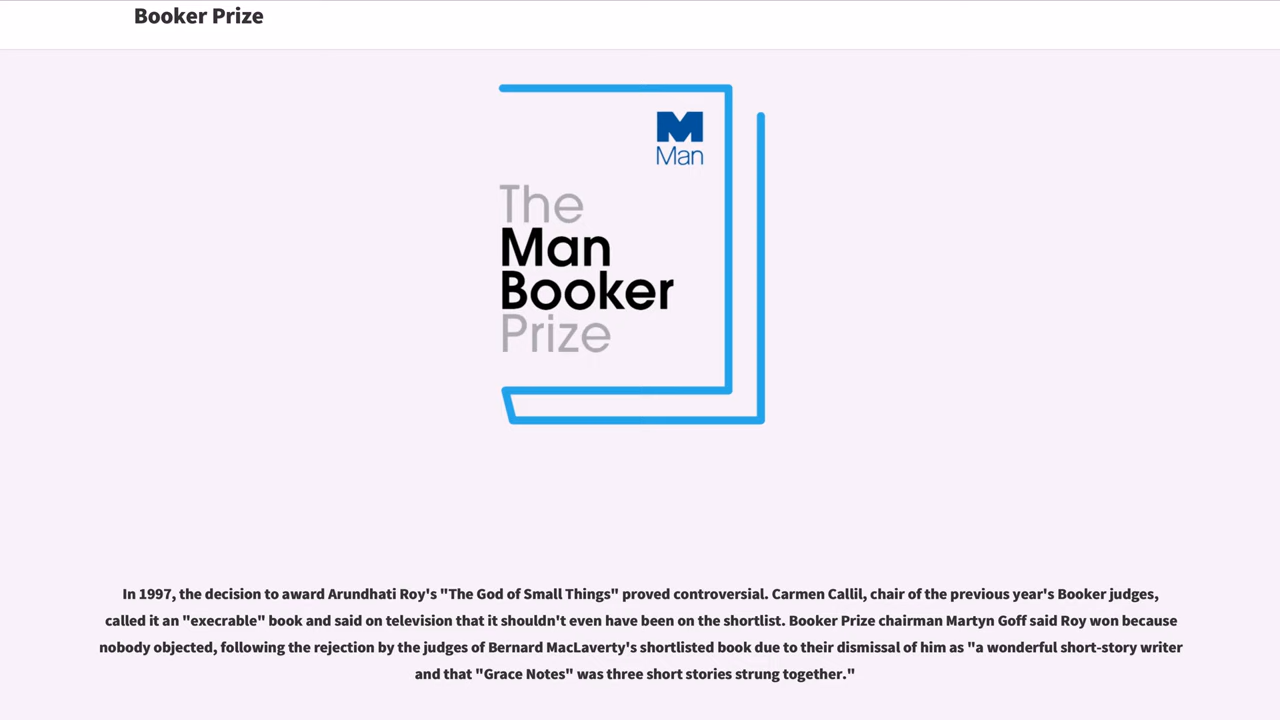 Booker Prize
M
Man
The
Man
Booker
Prize
In 1997, the decision to award Arundhati Roy's "The God of Small Things" proved controversial. Carmen Callil, chair of the previous year's Booker judges,
called it an "execrable" book and said on television that it shouldn't even have been on the shortlist. Booker Prize chairman Martyn Goff said Roy won because
nobody objected, following the rejection by the judges of Bernard MacLaverty's shortlisted book due to their dismissal of him as "a wonderful short-story writer
and that "Grace Notes" was three short stories strung together."